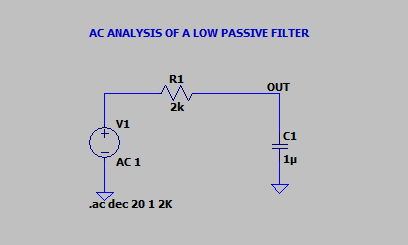 AC ANALYSIS OF A LOW PASSIVE FILTER
R1
2k
OUT
V1
AC 1
C1
1µ
.ac dec 20 1 2K